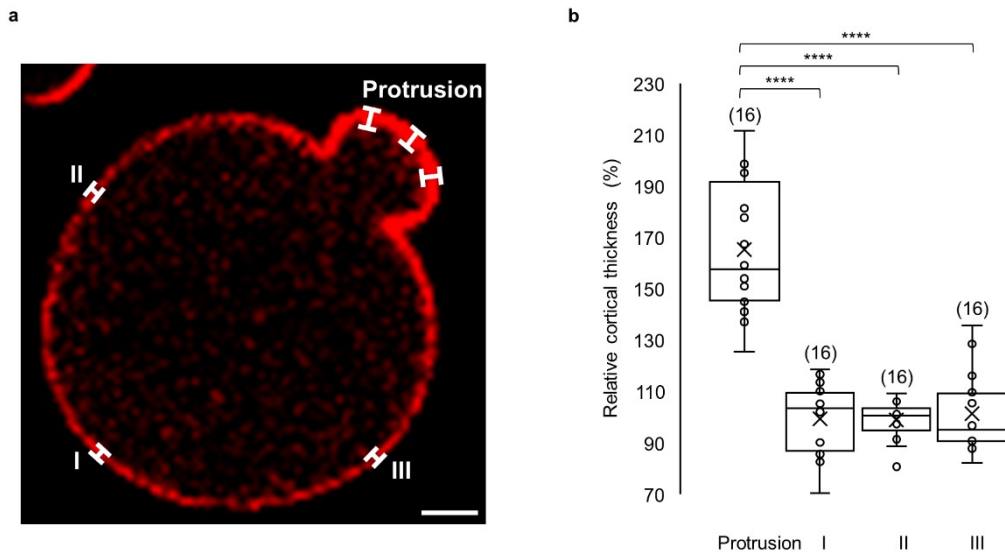 a
Protrusion
II
I
III
b
****
****
****
Relative cortical thickness (%)
230
210
190
170
150
130
110
90
70
(16)
(16)
(16)
(16)
Protrusion I II III